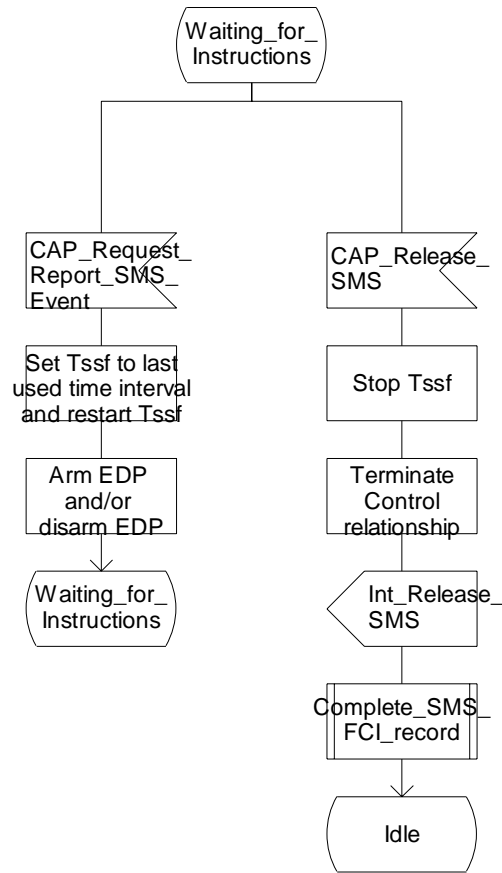 Waiting_for_
Instructions
CAP_Request_
Report_SMS_
Event
Set Tssf to last
used time interval
and restart Tssf
Arm EDP
and/or
disarm EDP
Waiting_for_
Instructions
CAP_Release_
SMS
Stop Tssf
Terminate
Control
relationship
Int_Release_
SMS
Complete_SMS_
FCI_record
Idle